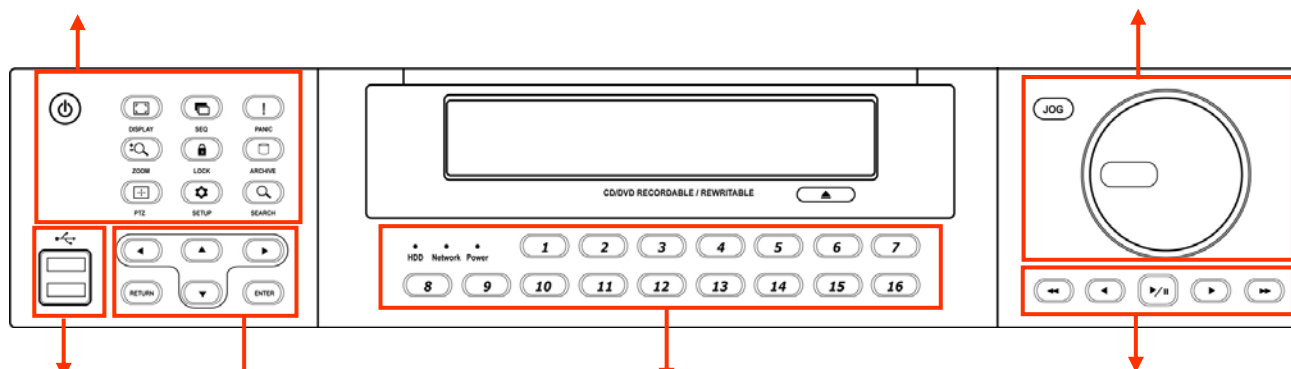 DISPLAY SEQ PANIC
ZOOM LOCK ARCHIVE
PTZ SETUP SEARCH
RETURN ENTER
CD/DVD RECORDABLE / REWRITABLE
HDD Network Power
1 2 3 4 5 6 7
8 9 10 11 12 13 14 15 16
JOG